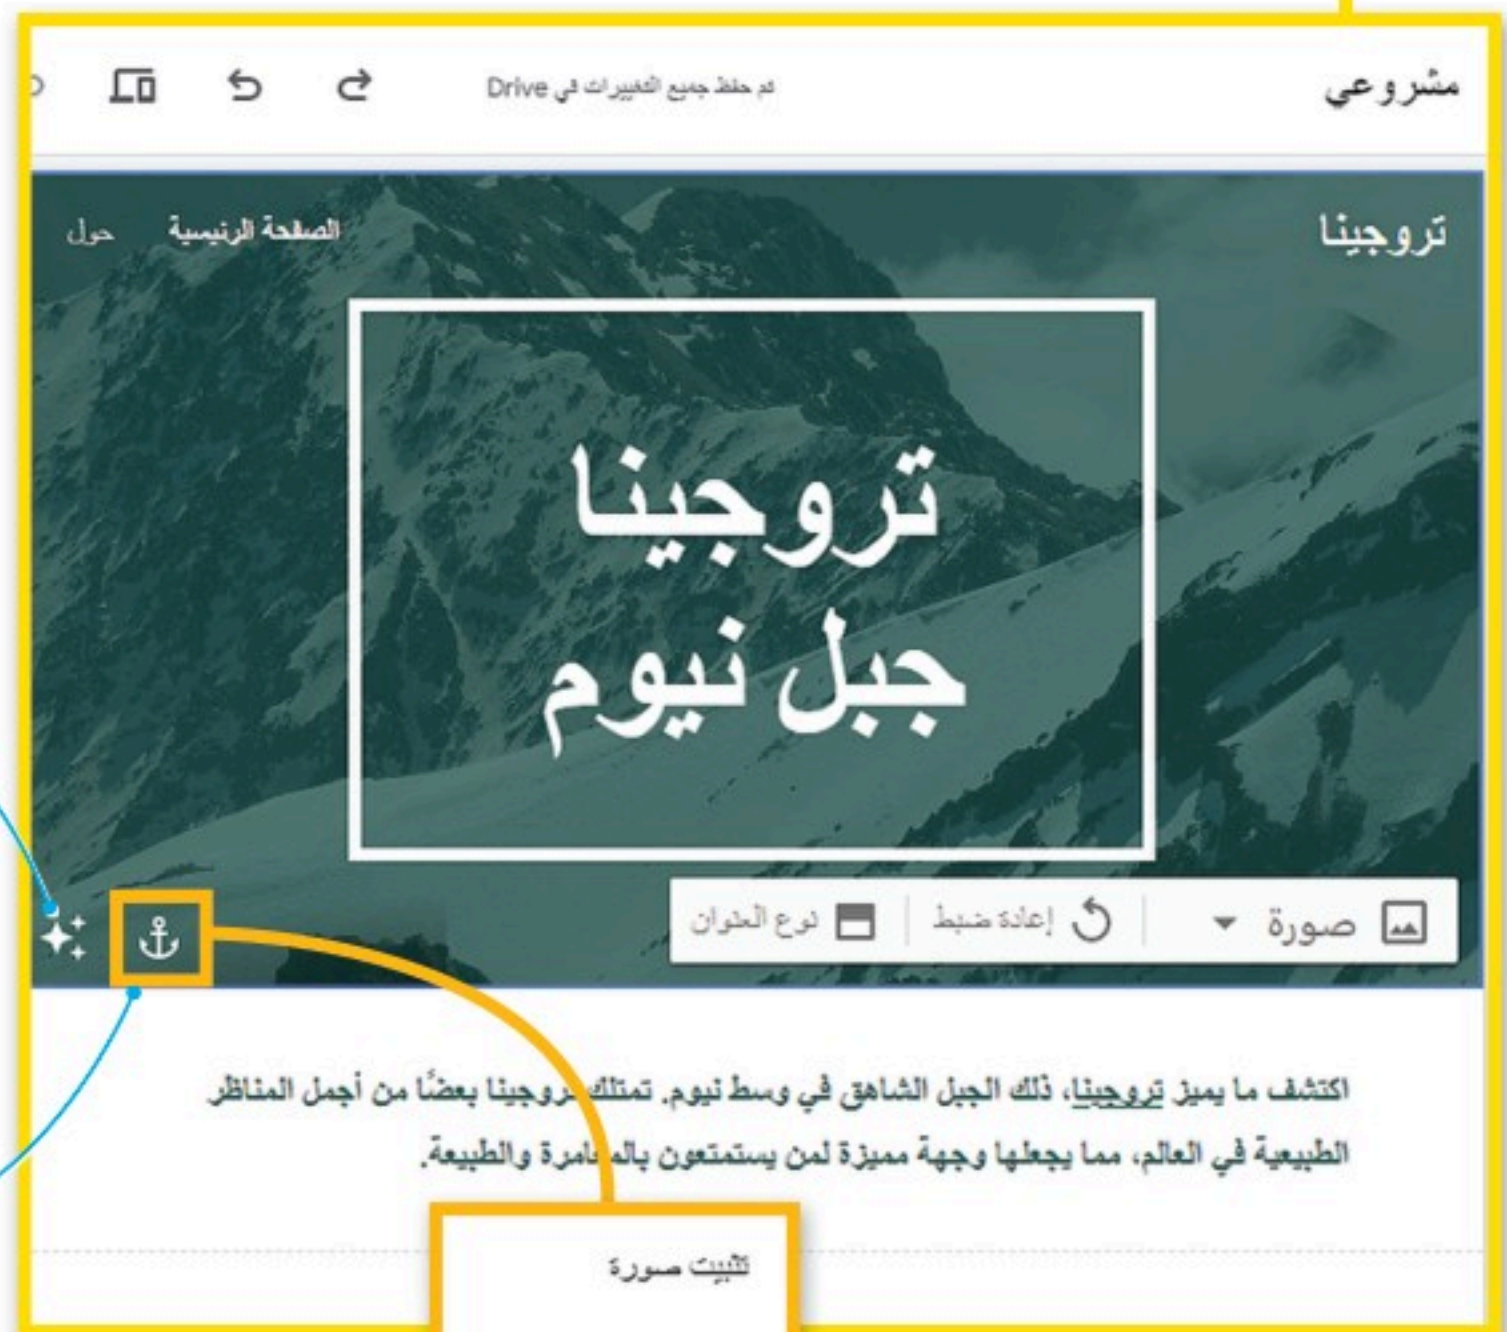 مشروعي
تم حفظ جميع التغييرات في Drive
تروجينا
الصفحة الرئيسية
حول
تروجينا
جبل نيوم
صورة
إعادة ضبط
نوع العنوان
اكتشف ما يميز تروجينا، ذلك الجبل الشاهق في وسط نيوم. تمتلك تروجينا بعضًا من أجمل المناظر
الطبيعية في العالم، مما يجعلها وجهة مميزة لمن يستمتعون بالمغامرة والطبيعة.
تثبيت صورة